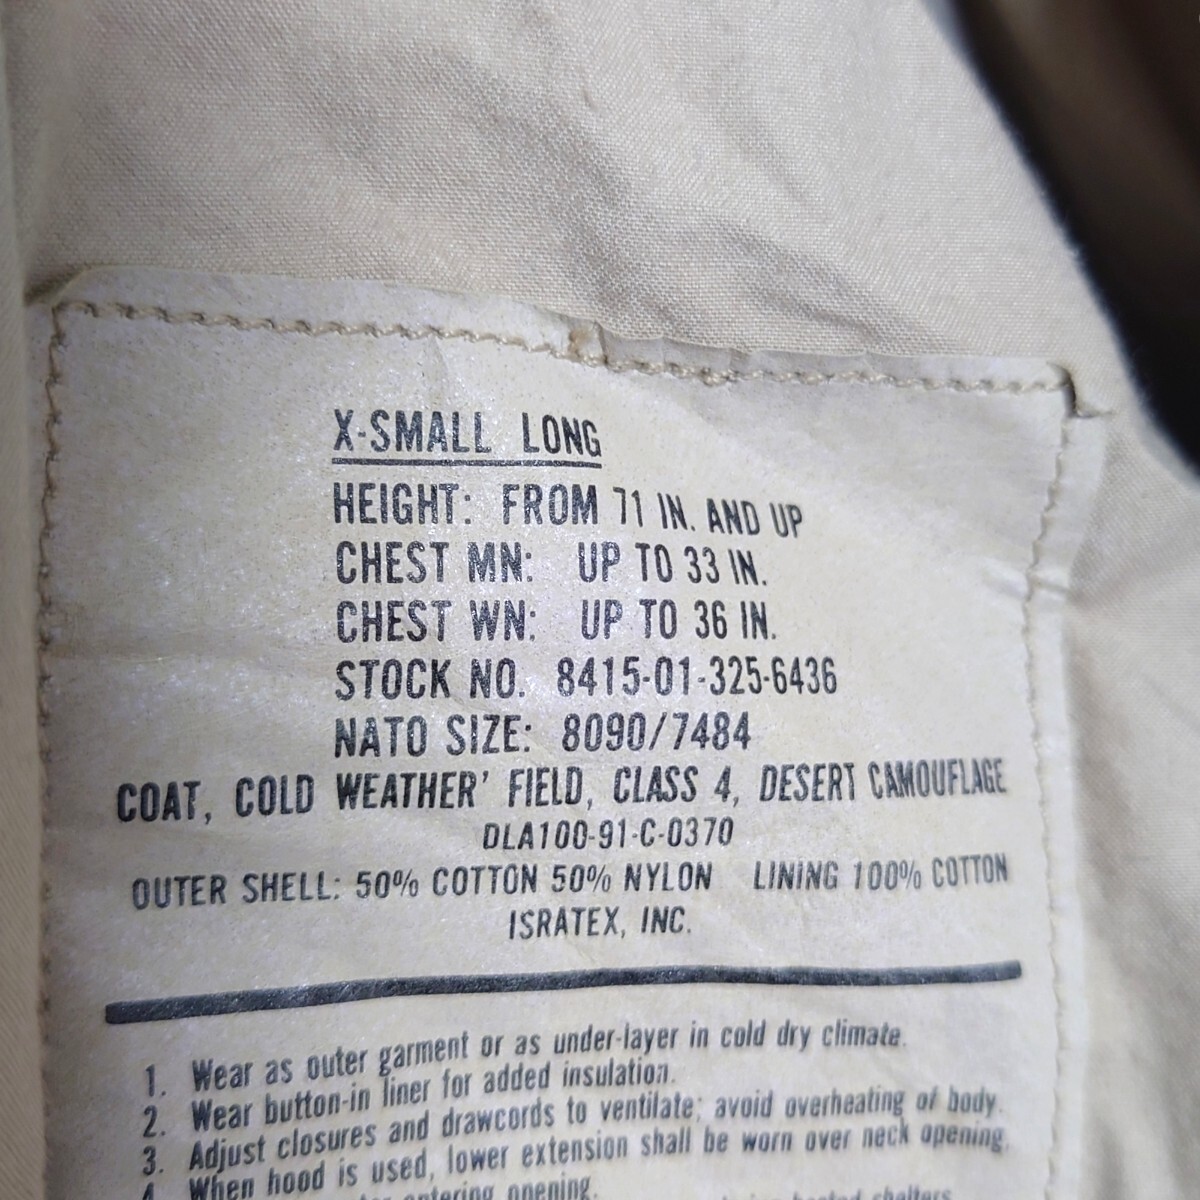 X-SMALL LONG
HEIGHT: FROM 71 IN. AND UP
CHEST MN: UP TO 33 IN.
CHEST WN: UP TO 36 IN.
STOCK NO. 8415-01-325-6436
NATO SIZE: 8090/7484
COAT, COLD WEATHER' FIELD, CLASS 4, DESERT CAMOUFLAGE
DLA100-91-C-0370
OUTER SHELL: 50% COTTON 50% NYLON LINING 100% COTTON
ISRATEX, INC.
1. Wear as outer garment or as under-layer in cold dry climate.
2. Wear button-in liner for added insulation.
3. Adjust closures and drawcords to ventilate; avoid overheating of body.
4. When hood is used, lower extension shall be worn over neck opening.
opening.
heated shelters